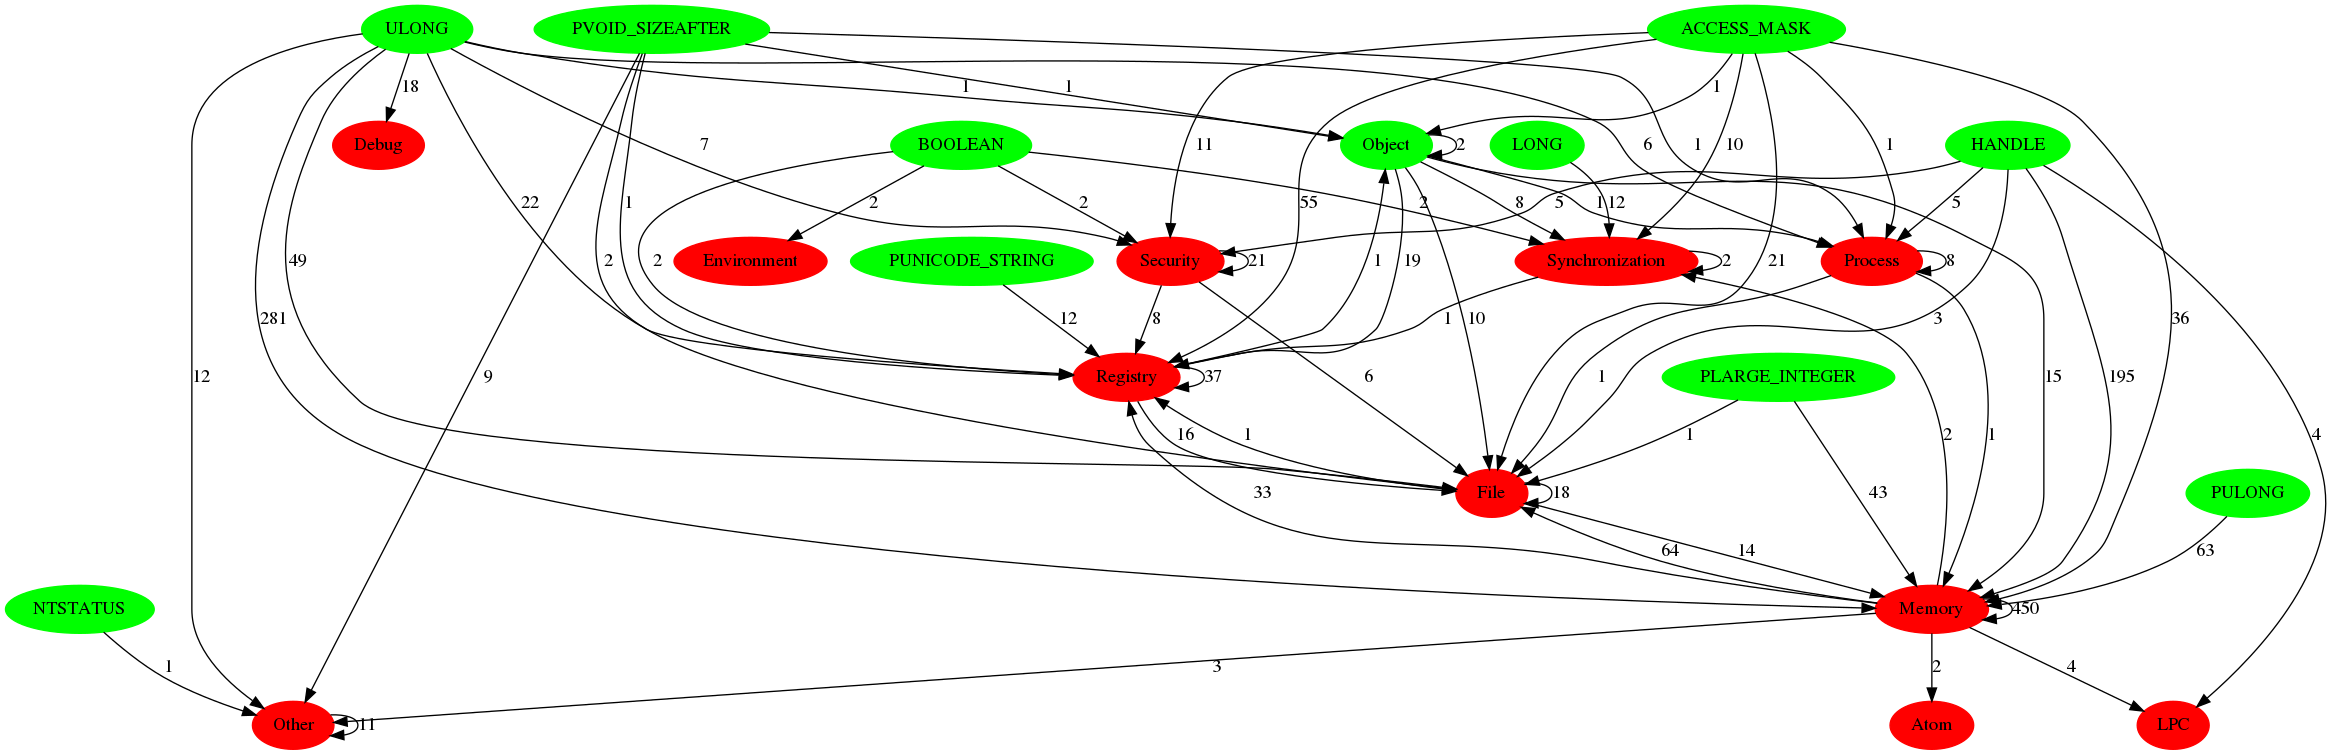 ULONG
PVOID_SIZEAFTER
ACCESS_MASK
18
1
1
1
Debug
BOOLEAN
Object
2
LONG
HANDLE
7
11
10
1
6
1
22
2
1
2
2
2
8
5
1
12
55
5
Environment
PUNICODE_STRING
Security
21
Synchronization
2
Process
8
49
2
2
1
19
21
281
12
8
1
10
3
36
12
9
Registry
37
6
1
PLARGE_INTEGER
15
195
16
1
1
2
1
4
33
File
18
43
PULONG
64
14
63
NTSTATUS
Memory
450
1
3
2
4
Other
11
Atom
LPC